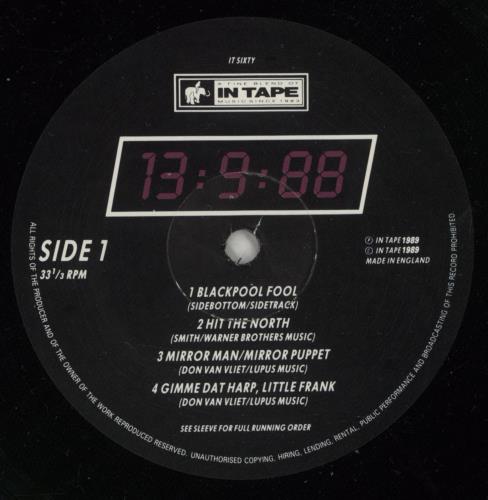 IT SIXTY
A FINE BLEND OF
IN TAPE
MUSIC SINCE 1983
13:9:88
SIDE 1
33 1/3 RPM
Ⓟ IN TAPE 1989
Ⓒ IN TAPE 1989
MADE IN ENGLAND
1 BLACKPOOL FOOL
(SIDEBOTTOM/SIDETRACK)
2 HIT THE NORTH
(SMITH/WARNER BROTHERS MUSIC)
3 MIRROR MAN/MIRROR PUPPET
(DON VAN VLIET/LUPUS MUSIC)
4 GIMME DAT HARP, LITTLE FRANK
(DON VAN VLIET/LUPUS MUSIC)
SEE SLEEVE FOR FULL RUNNING ORDER
ALL RIGHTS OF THE PRODUCER AND OF THE OWNER OF THE WORK REPRODUCED RESERVED. UNAUTHORISED COPYING, HIRING, LENDING, RENTAL, PUBLIC PERFORMANCE AND BROADCASTING OF THIS RECORD PROHIBITED.